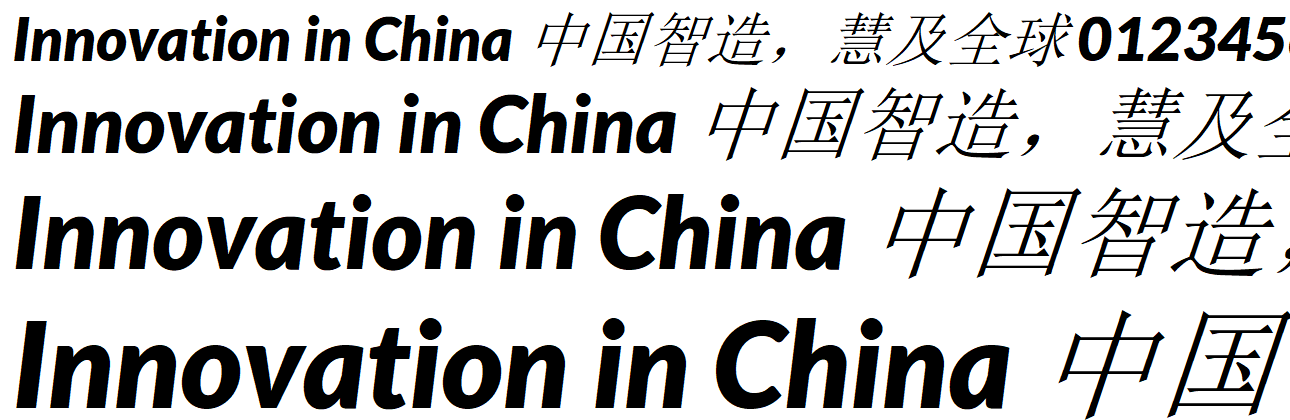 Innovation in China 中国智造，慧及全球 012345
Innovation in China 中国智造，慧及
Innovation in China 中国智造，
Innovation in China 中国